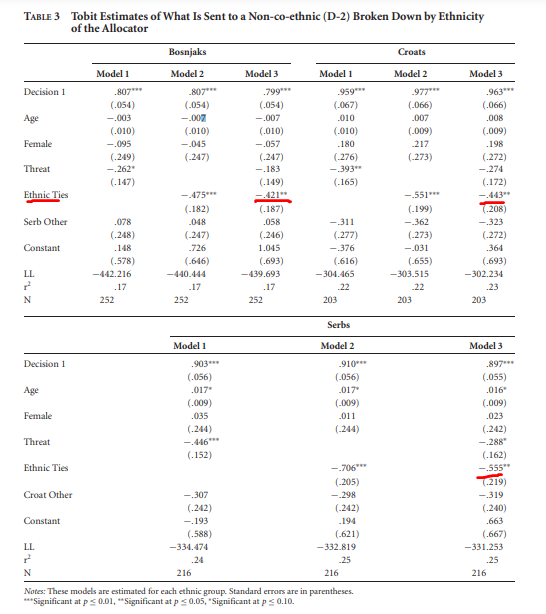 TABLE 3 Tobit Estimates of What Is Sent to a Non-co-ethnic (D-2) Broken Down by Ethnicity
of the Allocator
Bosnjaks Croats
Model 1 Model 2 Model 3 Model 1 Model 2 Model 3
Decision 1 .807*** .807*** .799*** .959*** .977*** .963***
(.054) (.054) (.054) (.067) (.066) (.066)
Age −.003 −.007 −.007 .010 .007 .008
(.010) (.010) (.010) (.010) (.009) (.009)
Female −.095 −.045 −.057 .180 .217 .198
(.249) (.247) (.247) (.276) (.273) (.272)
Threat −.262* −.183 −.393** −.274
(.147) (.149) (.165) (.172)
Ethnic Ties −.475*** −.421** −.551*** −.443**
(.182) (.187) (.199) (.208)
Serb Other .078 .048 .058 −.311 −.362 −.323
(.248) (.247) (.246) (.277) (.273) (.272)
Constant .148 .726 1.045 −.376 −.031 .364
(.578) (.646) (.693) (.616) (.655) (.693)
LL −442.216 −440.444 −439.693 −304.465 −303.515 −302.234
r² .17 .17 .17 .22 .22 .23
N 252 252 252 203 203 203
Serbs
Model 1 Model 2 Model 3
Decision 1 .903*** .910*** .897***
(.056) (.056) (.055)
Age .017* .017* .016*
(.009) (.009) (.009)
Female .035 .011 .023
(.244) (.244) (.242)
Threat −.446*** −.288*
(.152) (.162)
Ethnic Ties −.706*** −.555**
(.205) (.219)
Croat Other −.307 −.298 −.319
(.242) (.242) (.240)
Constant −.193 .194 .663
(.588) (.621) (.667)
LL −334.474 −332.819 −331.253
r² .24 .25 .25
N 216 216 216
Notes: These models are estimated for each ethnic group. Standard errors are in parentheses.
***Significant at p ≤ 0.01, **Significant at p ≤ 0.05, *Significant at p ≤ 0.10.